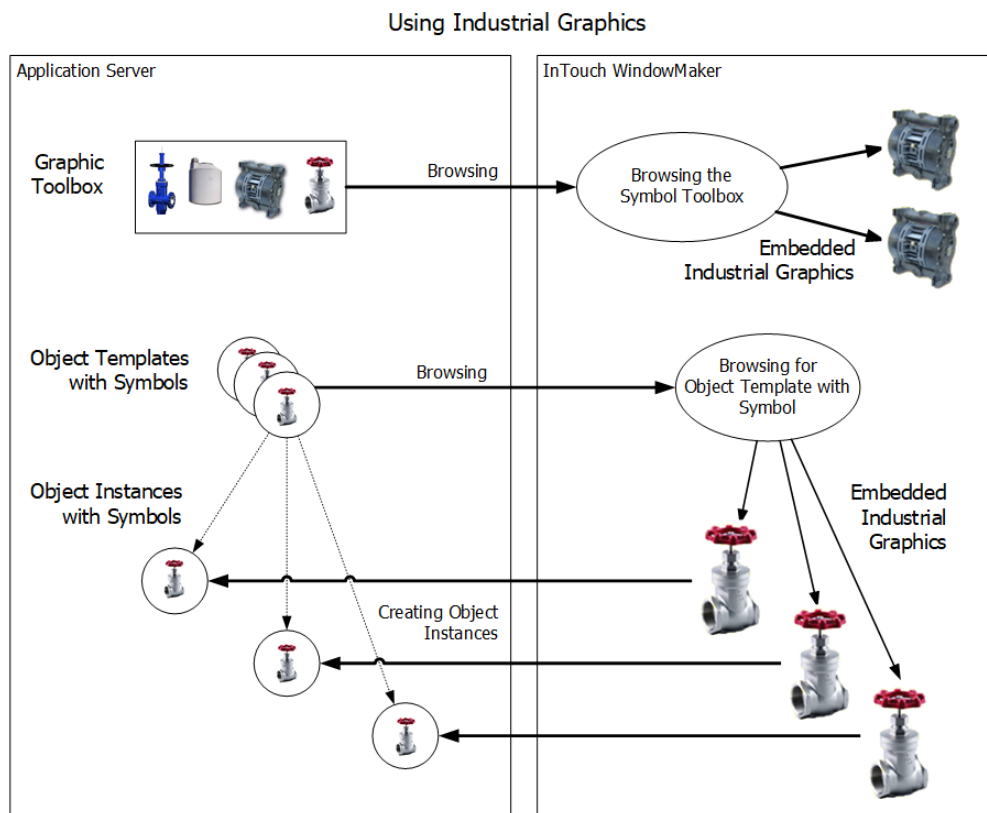 Using Industrial Graphics
Application Server
InTouch WindowMaker
Graphic
Toolbox
Browsing
Browsing the
Symbol Toolbox
Embedded
Industrial Graphics
Object Templates
with Symbols
Browsing
Browsing for
Object Template with
Symbol
Object Instances
with Symbols
Embedded
Industrial
Graphics
Creating Object
Instances